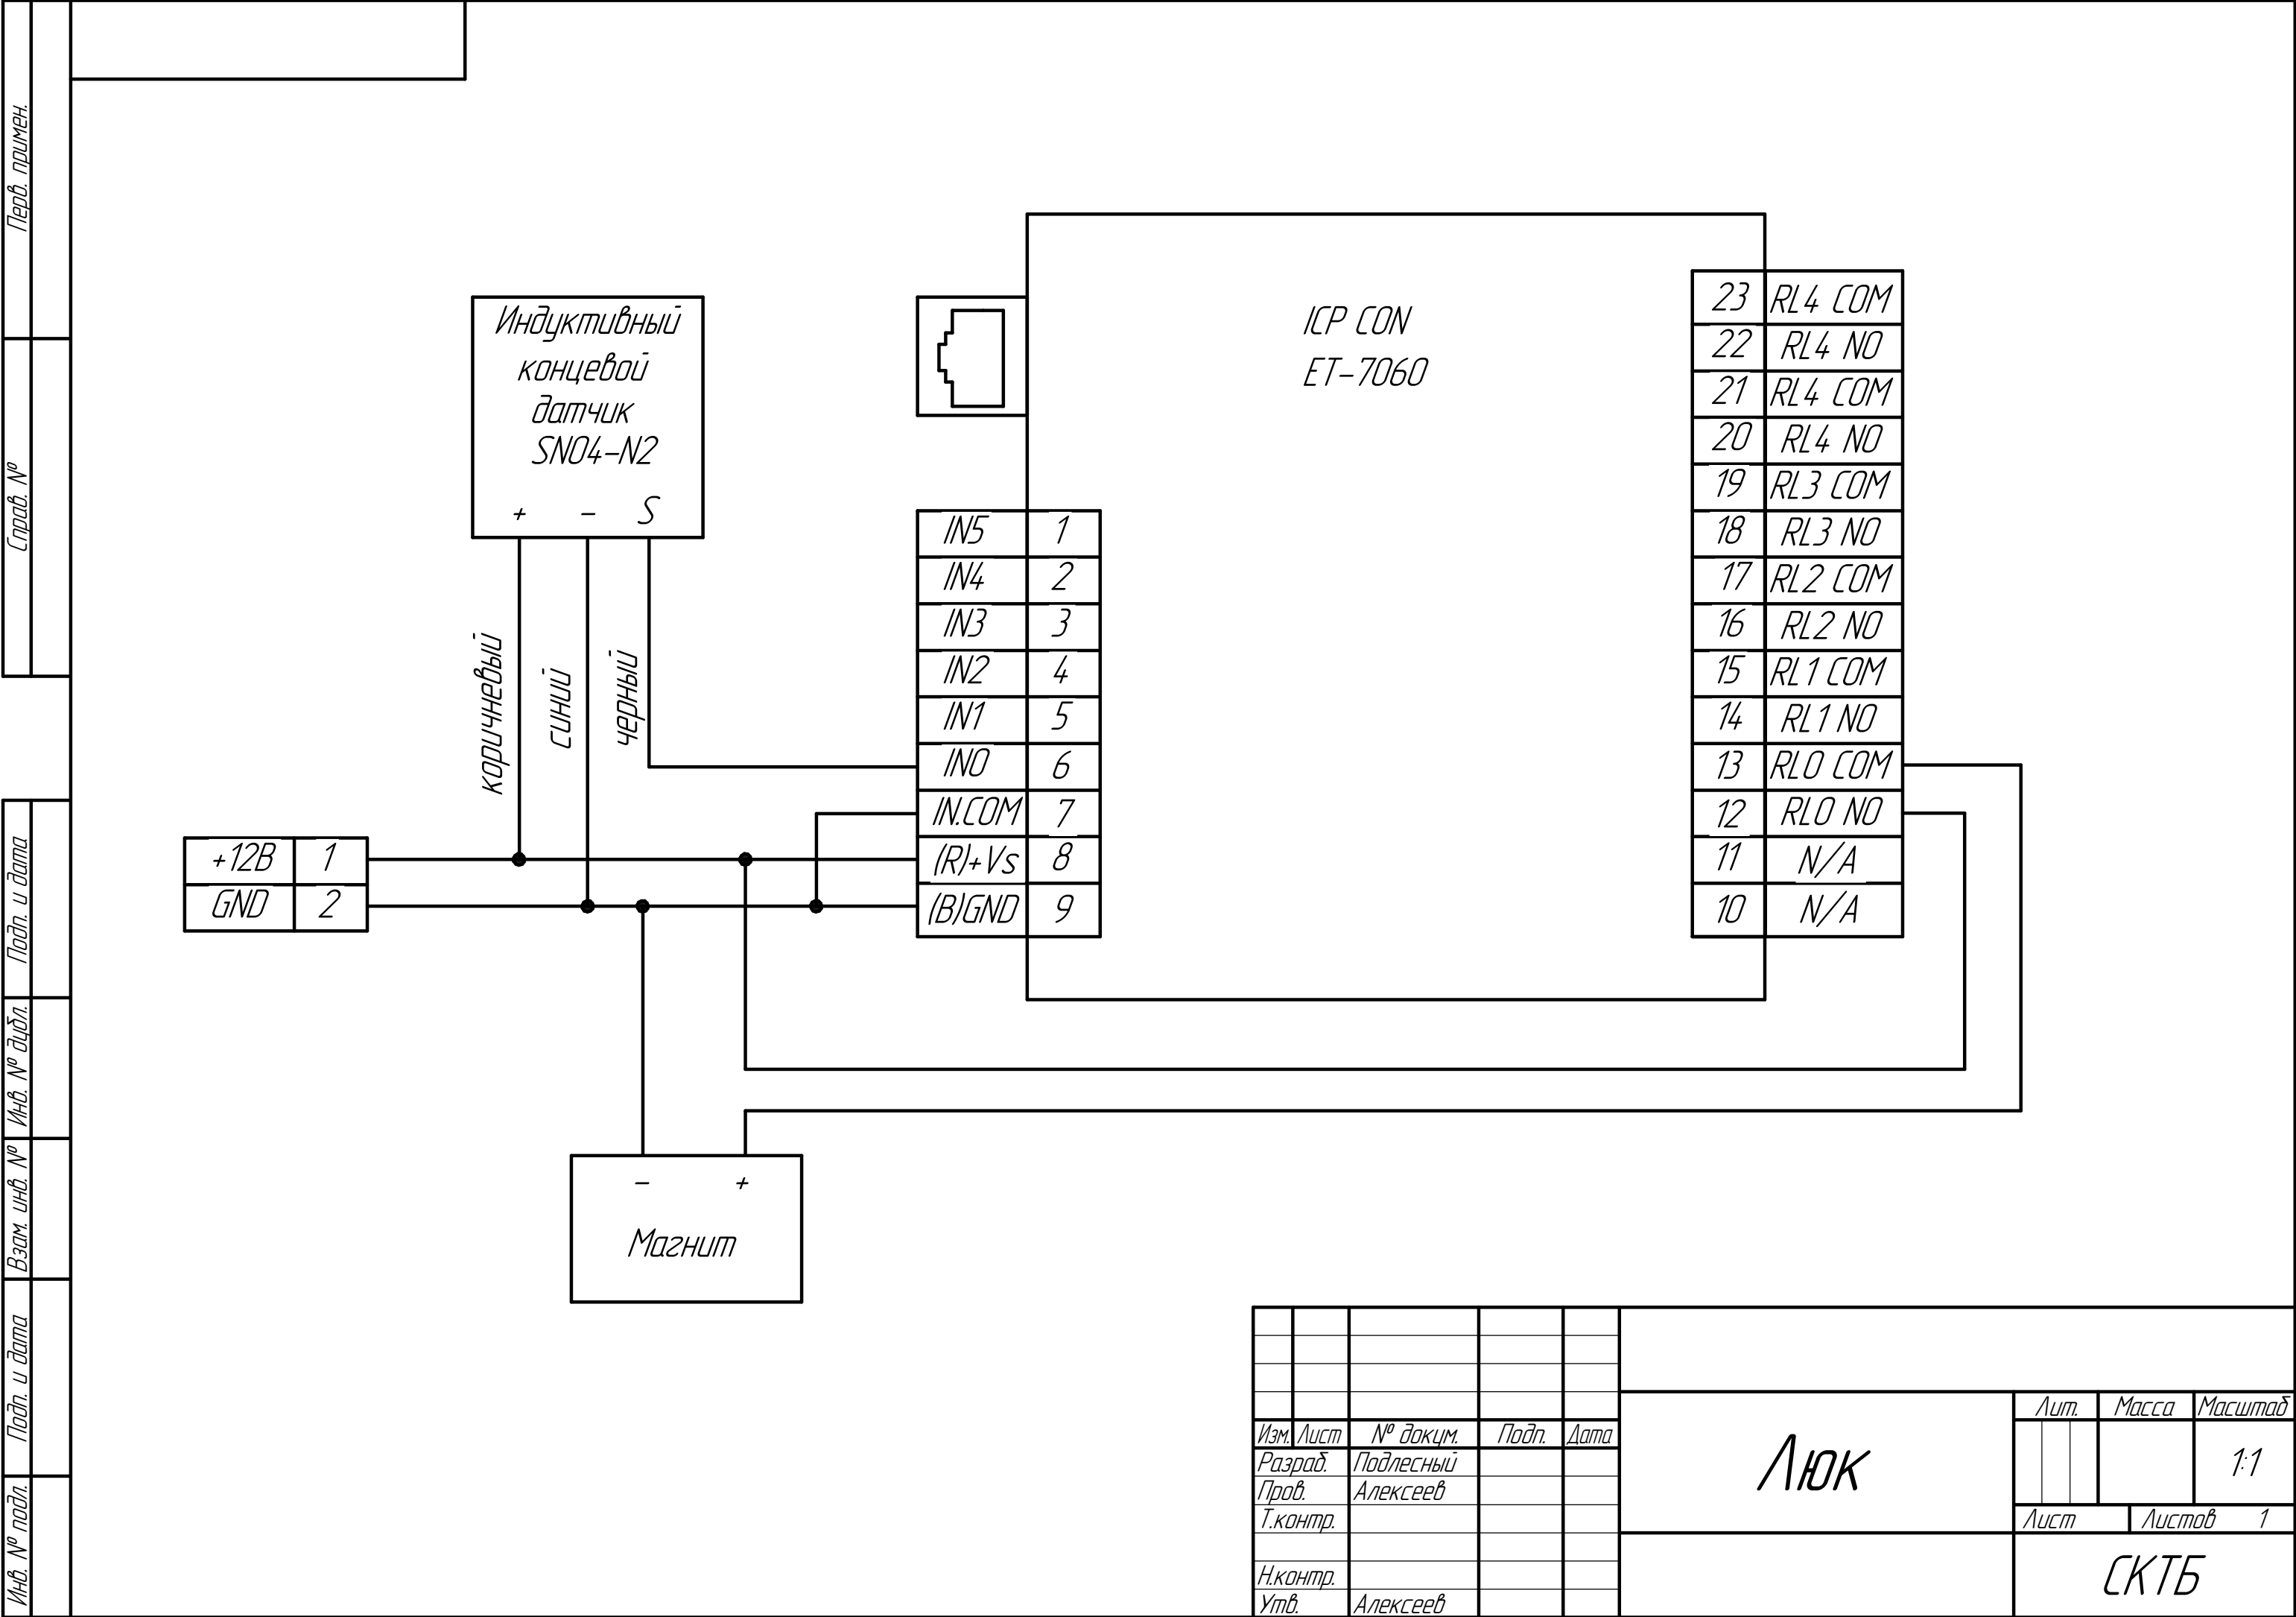 Перв. примен.
Справ. №
Подп. и дата
Инв. № дубл.
Взам. инв. №
Подп. и дата
Инв. № подл.
Индуктивный
концевой
датчик
SN04-N2
+ - S
коричневый
синий
черный
+12В 1
GND 2
ICP CON
ET-7060
IN5 1
IN4 2
IN3 3
IN2 4
IN1 5
IN0 6
IN.COM 7
(R)+Vs 8
(B)GND 9
23 RL4 COM
22 RL4 NO
21 RL4 COM
20 RL4 NO
19 RL3 COM
18 RL3 NO
17 RL2 COM
16 RL2 NO
15 RL1 COM
14 RL1 NO
13 RL0 COM
12 RL0 NO
11 N/A
10 N/A
- +
Магнит
Изм. Лист № докум. Подп. Дата
Разраб. Подлесный
Пров. Алексеев
Т.контр.
Н.контр.
Утв. Алексеев
Люк
Лит. Масса Масштаб
1:1
Лист Листов 1
СКТБ